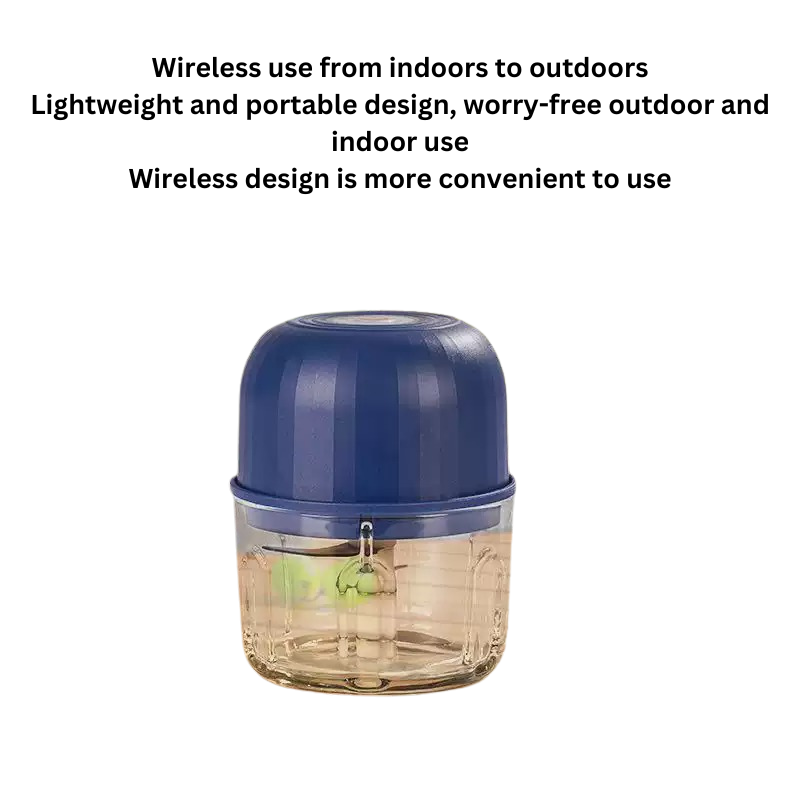 Wireless use from indoors to outdoors
Lightweight and portable design, worry-free outdoor and
indoor use
Wireless design is more convenient to use